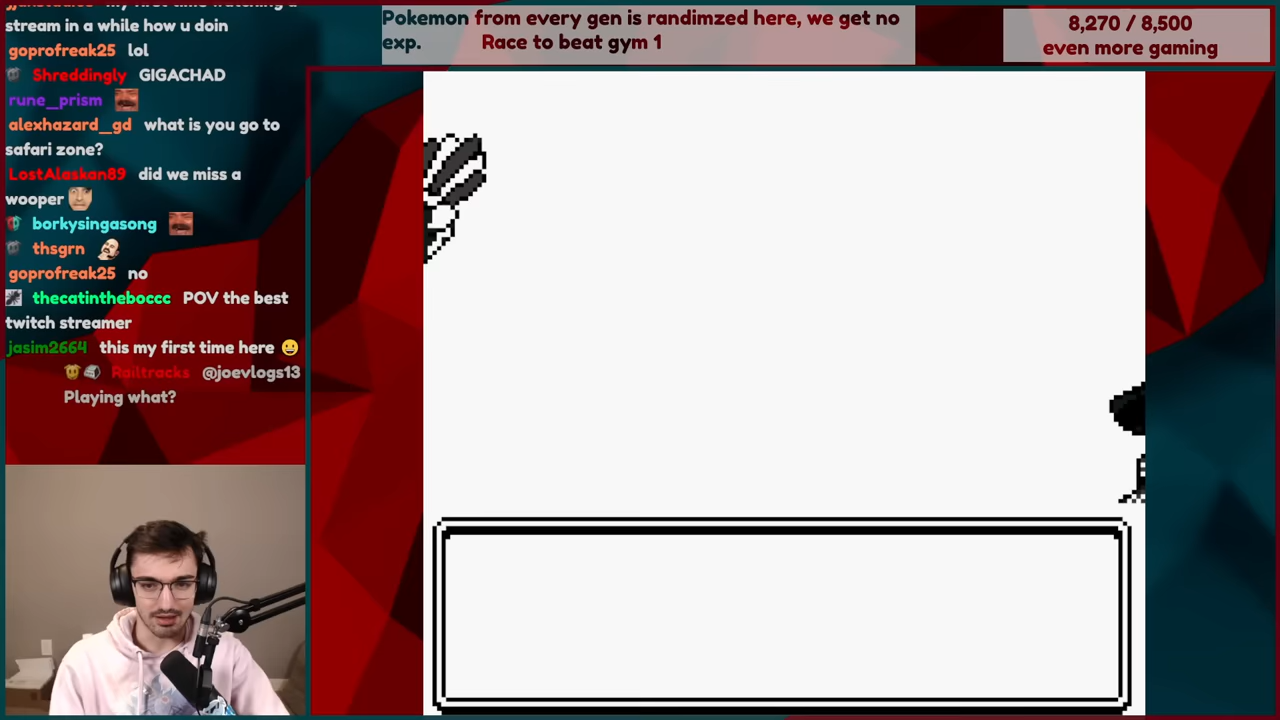 stream in a while how u doin
goprofreak25 lol
Shreddingly GIGACHAD
rune_prism
alexhazard_gd what is you go to
safari zone?
LostAlaskan89 did we miss a
wooper
borkysingasong
thsgrn
goprofreak25 no
thecatintheboccc POV the best
twitch streamer
jasim2664 this my first time here 😀
Railtracks @joevlogs13
Playing what?
Pokemon from every gen is randimzed here, we get no
exp. Race to beat gym 1
8,270 / 8,500
even more gaming